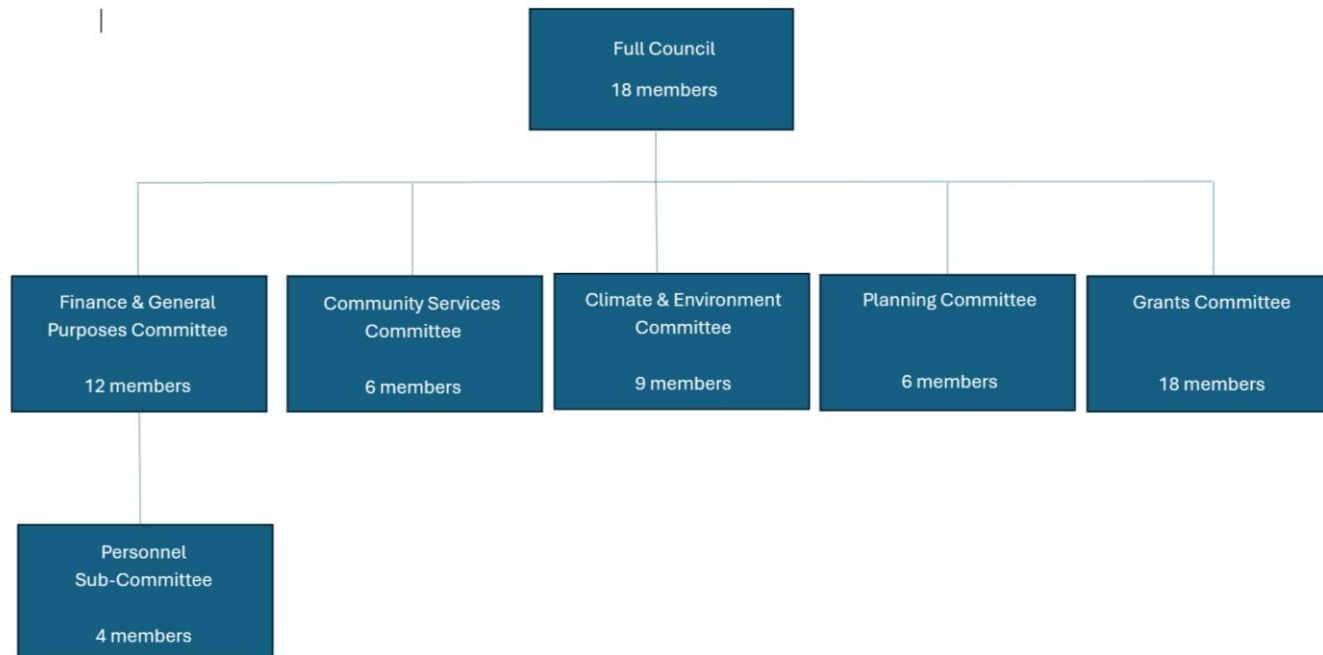 Full Council
18 members
Finance & General
Purposes Committee
12 members
Community Services
Committee
6 members
Climate & Environment
Committee
9 members
Planning Committee
6 members
Grants Committee
18 members
Personnel
Sub-Committee
4 members